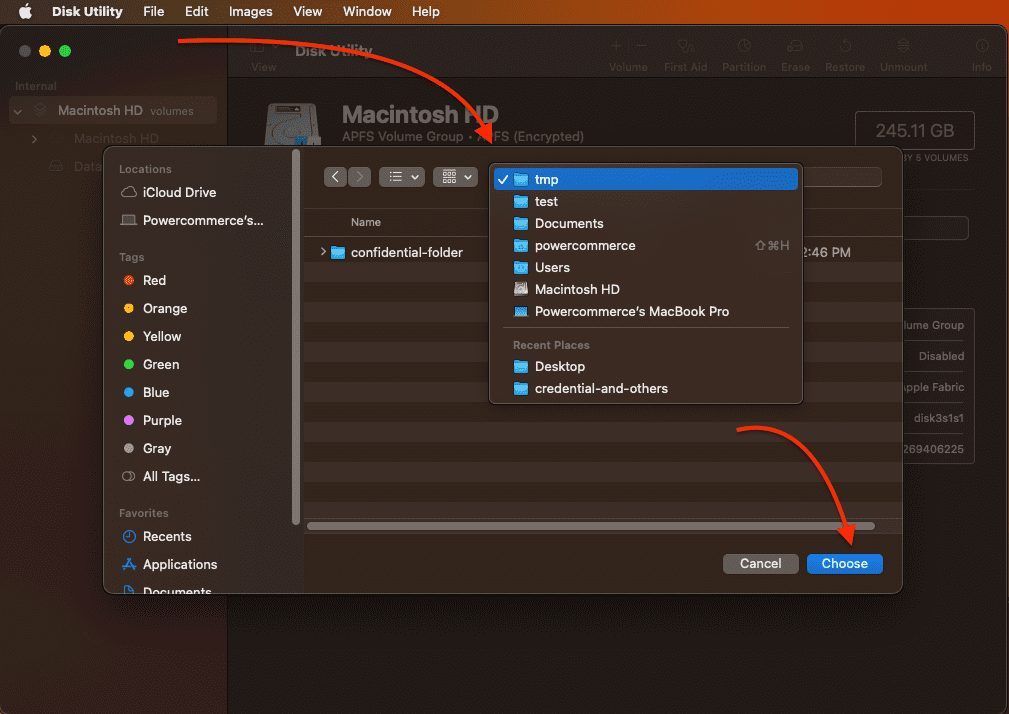 Disk Utility File Edit Images View Window Help
Disk Utility
View Volume First Aid Partition Erase Restore Unmount Info
Internal
Macintosh HD volumes
Macintosh HD
Data
Macintosh HD
APFS Volume Group • APFS (Encrypted)
245.11 GB
BY 5 VOLUMES
Locations
iCloud Drive
Powercommerce's...
Tags
Red
Orange
Yellow
Green
Blue
Purple
Gray
All Tags...
Favorites
Recents
Applications
Documents
Name
confidential-folder
2:46 PM
tmp
test
Documents
powercommerce ⇧⌘H
Users
Macintosh HD
Powercommerce's MacBook Pro
Recent Places
Desktop
credential-and-others
Group
Disabled
Fabric
disk3s1s1
269406225
Cancel Choose